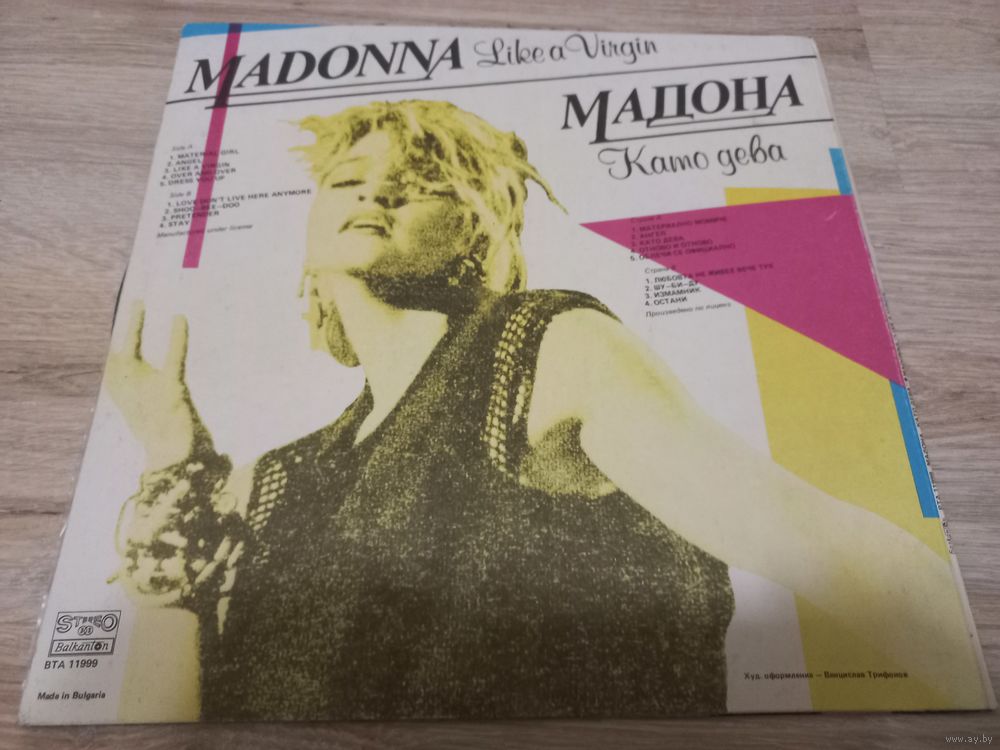 MADONNA Like a Virgin
МАДОНА
Като дева
Side A
1. MATERIAL GIRL
2. ANGEL
3. LIKE A VIRGIN
4. OVER AND OVER
5. DRESS YOU UP
Side B
1. LOVE DON'T LIVE HERE ANYMORE
2. SHOO-BEE-DOO
3. PRETENDER
4. STAY
Manufactured under license
Страна А
1. МАТЕРИАЛНО МОМИЧЕ
2. АНГЕЛ
3. КАТО ДЕВА
4. ОТНОВО И ОТНОВО
5. ОБЛЕЧИ СЕ ОФИЦИАЛНО
Страна В
1. ЛЮБОВТА НЕ ЖИВЕЕ ВЕЧЕ ТУК
2. ШУ-БИ-ДУ
3. ИЗМАМНИК
4. ОСТАНИ
Произведено по лиценз
STEREO
Balkanton
ВТА 11999
Made in Bulgaria
Худ. оформление — Венцислав Трифонов
www.ay.by